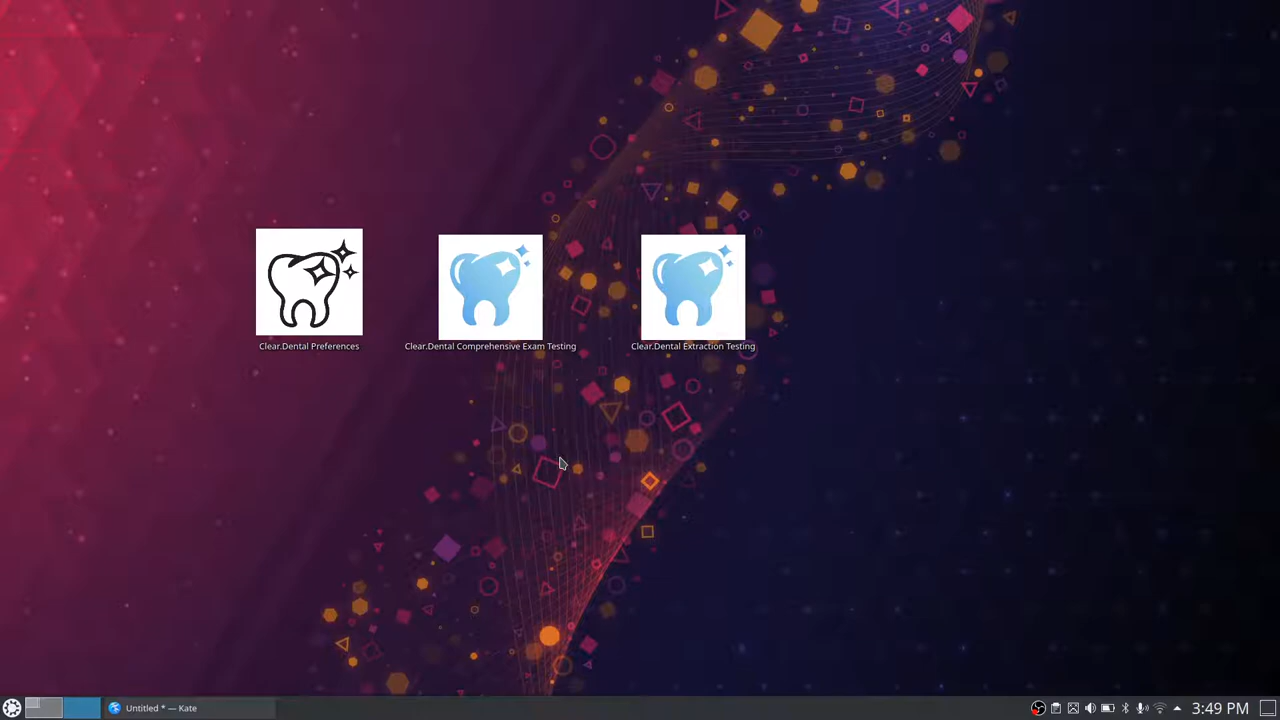 Clear.Dental Preferences
Clear.Dental Comprehensive Exam Testing
Clear.Dental Extraction Testing
Untitled * — Kate
3:49 PM